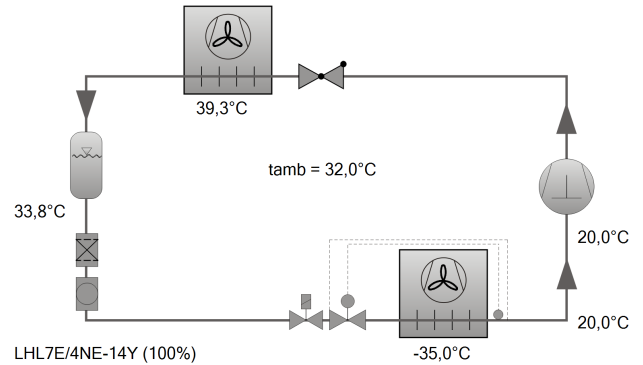 39,3°C
tamb = 32,0°C
33,8°C
20,0°C
20,0°C
LHL7E/4NE-14Y (100%)
-35,0°C